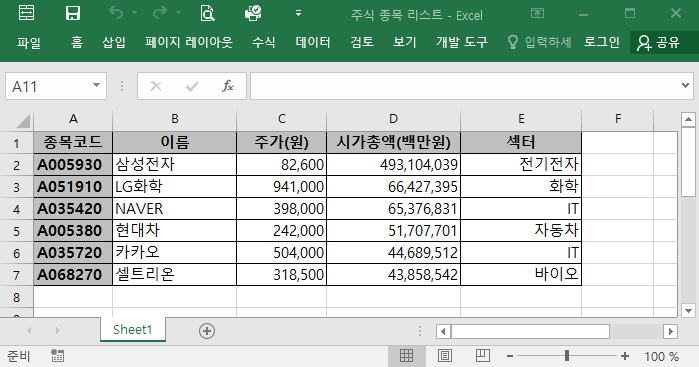 주식 종목 리스트 - Excel
파일 홈 삽입 페이지 레이아웃 수식 데이터 검토 보기 개발 도구 입력하세 로그인 공유
A11 fx
A B C D E F
1 종목코드 이름 주가(원) 시가총액(백만원) 섹터
2 A005930 삼성전자 82,600 493,104,039 전기전자
3 A051910 LG화학 941,000 66,427,395 화학
4 A035420 NAVER 398,000 65,376,831 IT
5 A005380 현대차 242,000 51,707,701 자동차
6 A035720 카카오 504,000 44,689,512 IT
7 A068270 셀트리온 318,500 43,858,542 바이오
8
Sheet1
준비 100 %